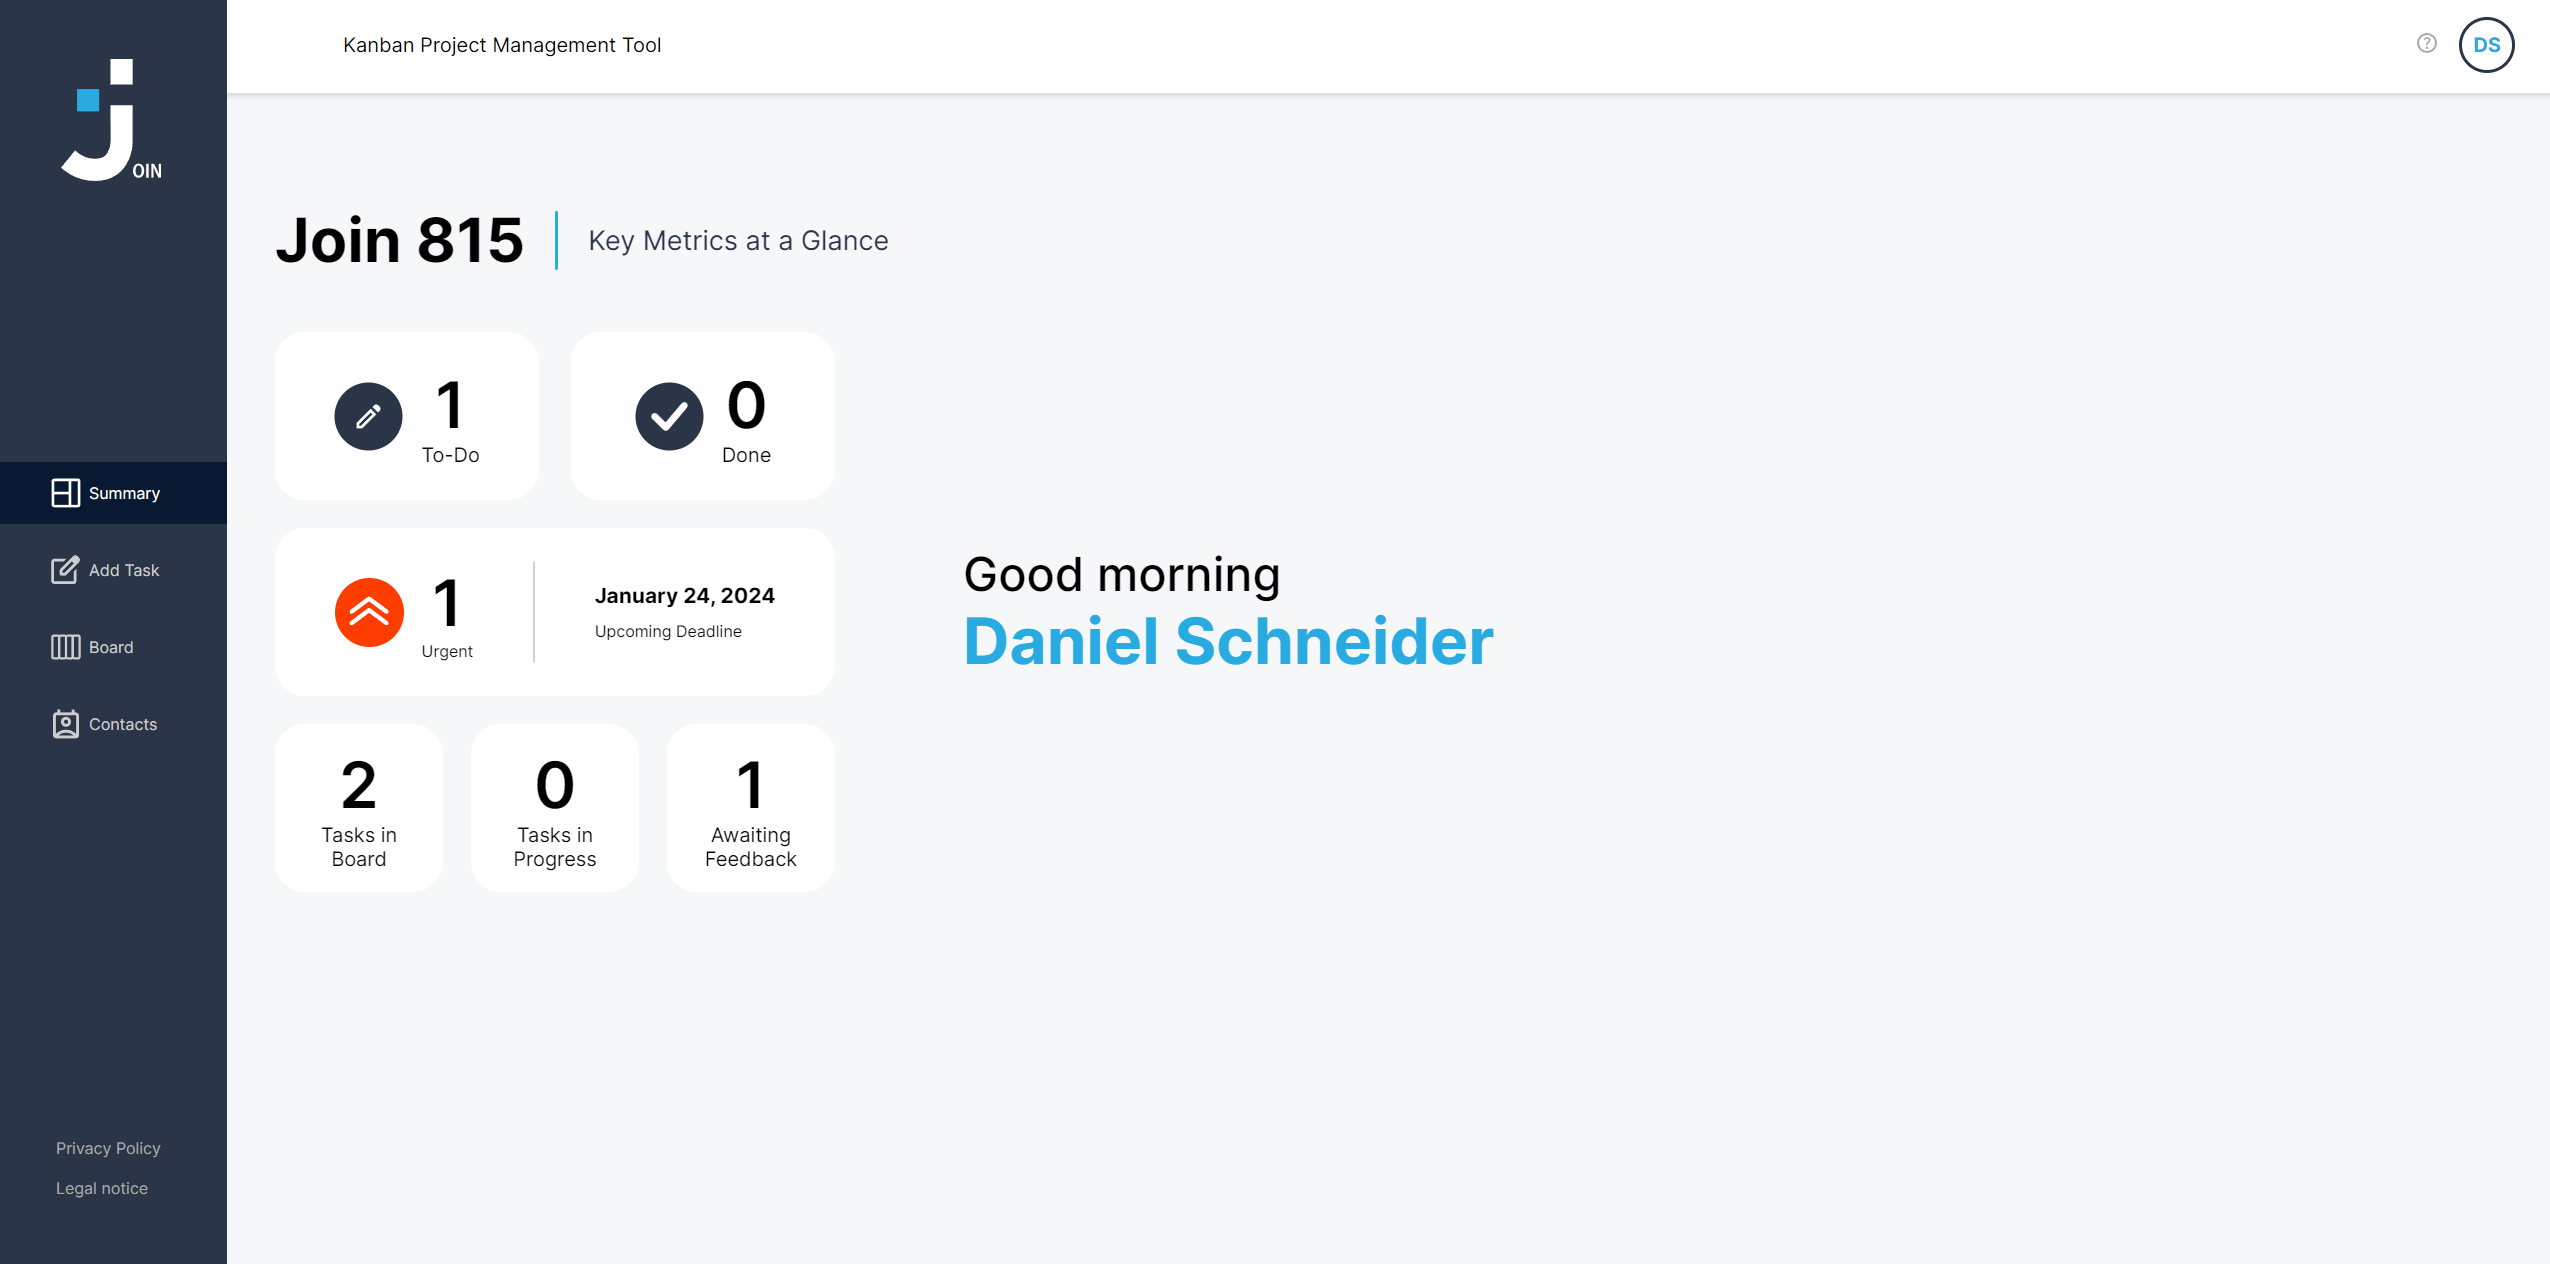 OIN
Summary
Add Task
Board
Contacts
Privacy Policy
Legal notice
Kanban Project Management Tool
DS
Join 815
Key Metrics at a Glance
1
To-Do
0
Done
1
Urgent
January 24, 2024
Upcoming Deadline
2
Tasks in
Board
0
Tasks in
Progress
1
Awaiting
Feedback
Good morning
Daniel Schneider